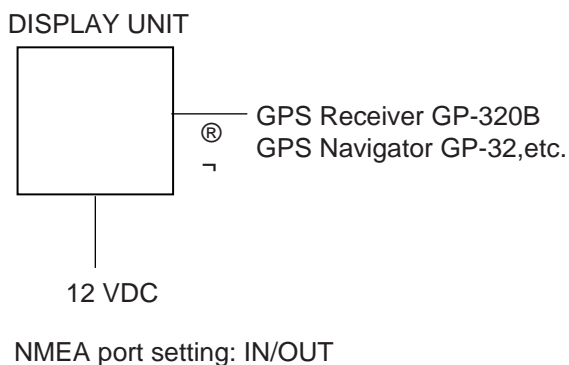 DISPLAY UNIT
GPS Receiver GP-320B
®
GPS Navigator GP-32,etc.
¬
12 VDC
NMEA port setting: IN/OUT